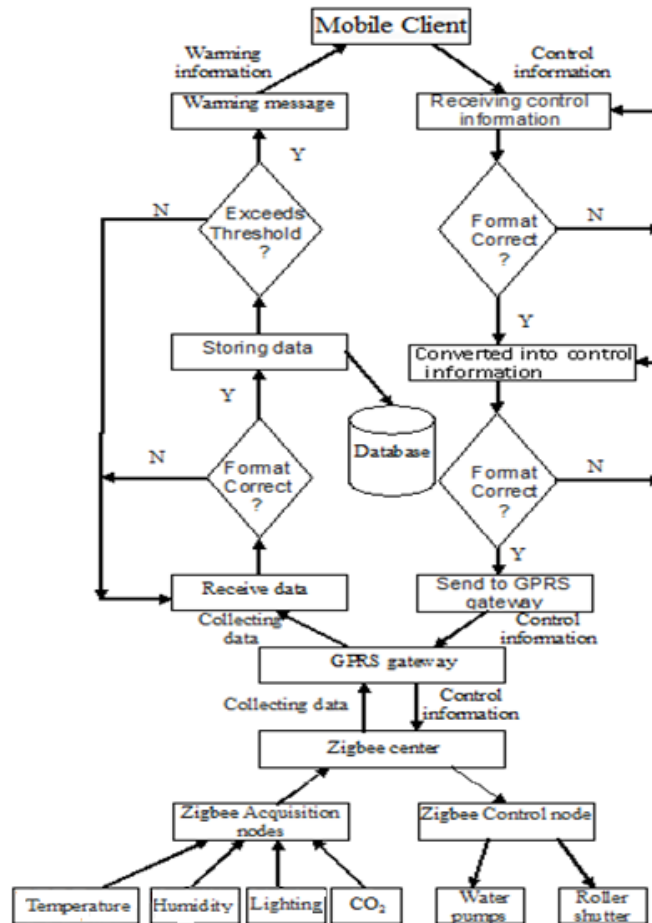 Mobile Client
Warming
information
Control
information
Warming message
Receiving control
information
Y
N
Exceeds
Threshold
?
Format
Correct
?
N
Y
Storing data
Converted into control
information
Y
Database
N
Format
Correct
?
Format
Correct
?
N
Y
Receive data
Send to GPRS
gateway
Collecting
data
Control
information
GPRS gateway
Collecting data
Control
information
Zigbee center
Zigbee Acquisition
nodes
Zigbee Control node
Temperature
Humidity
Lighting
CO₂
Water
pumps
Roller
shutter